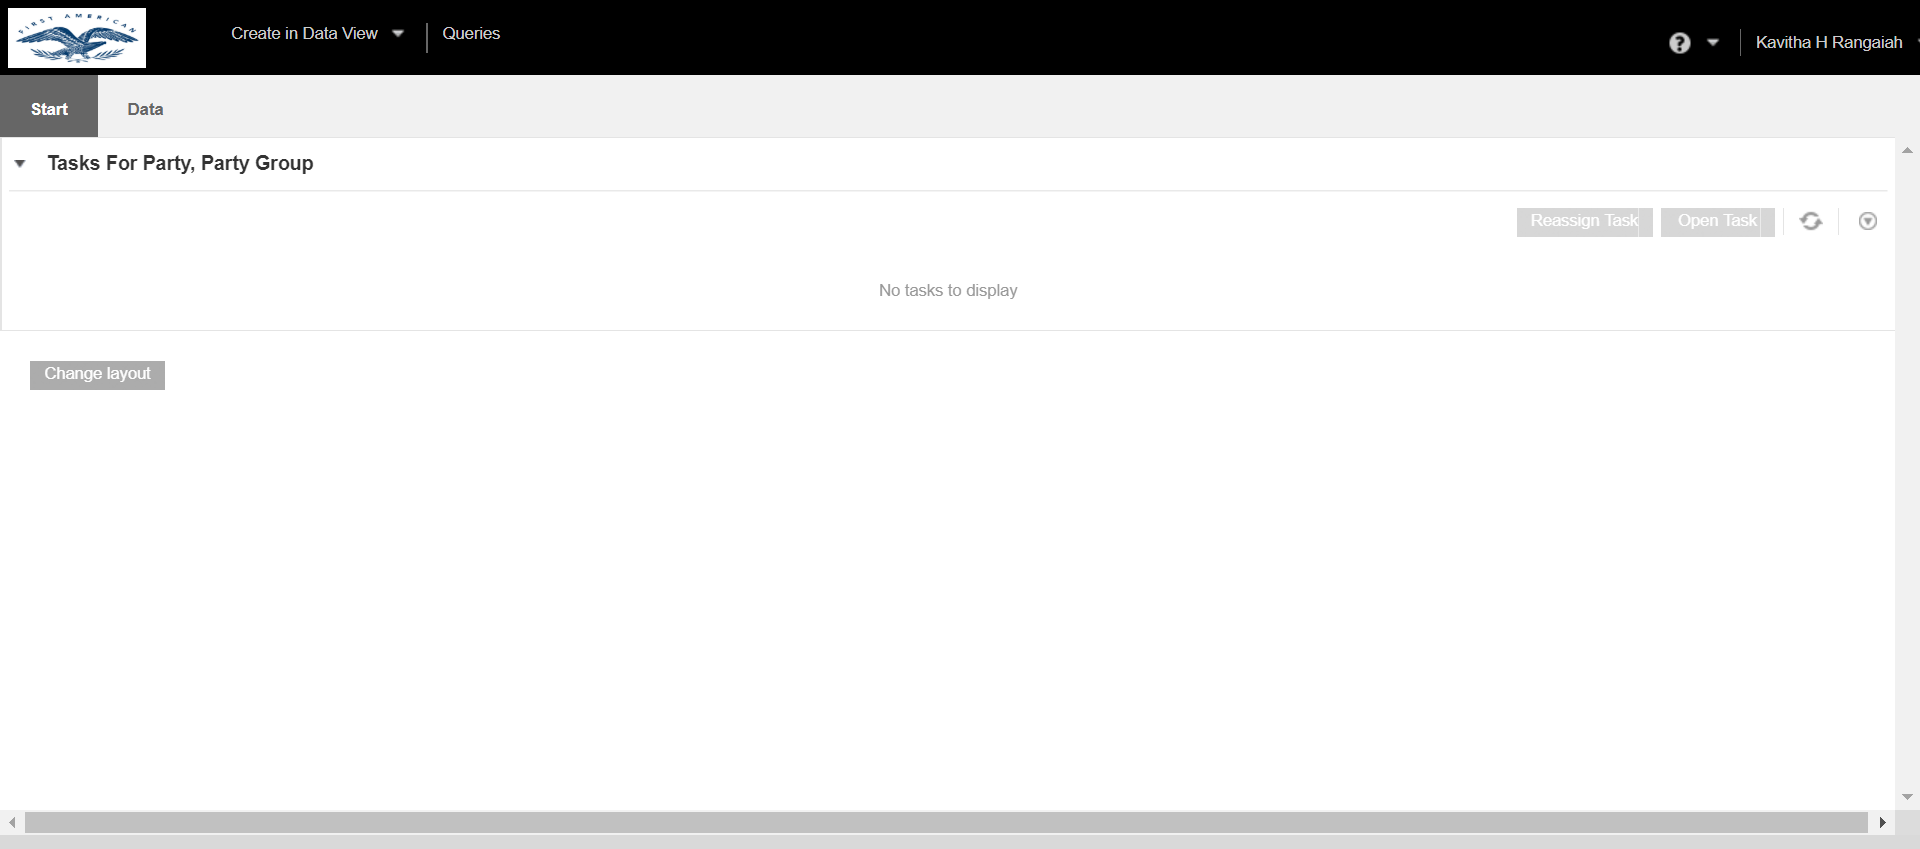 FIRST AMERICAN
Create in Data View
Queries
Kavitha H Rangaiah
Start
Data
Tasks For Party, Party Group
Reassign Task
Open Task
No tasks to display
Change layout